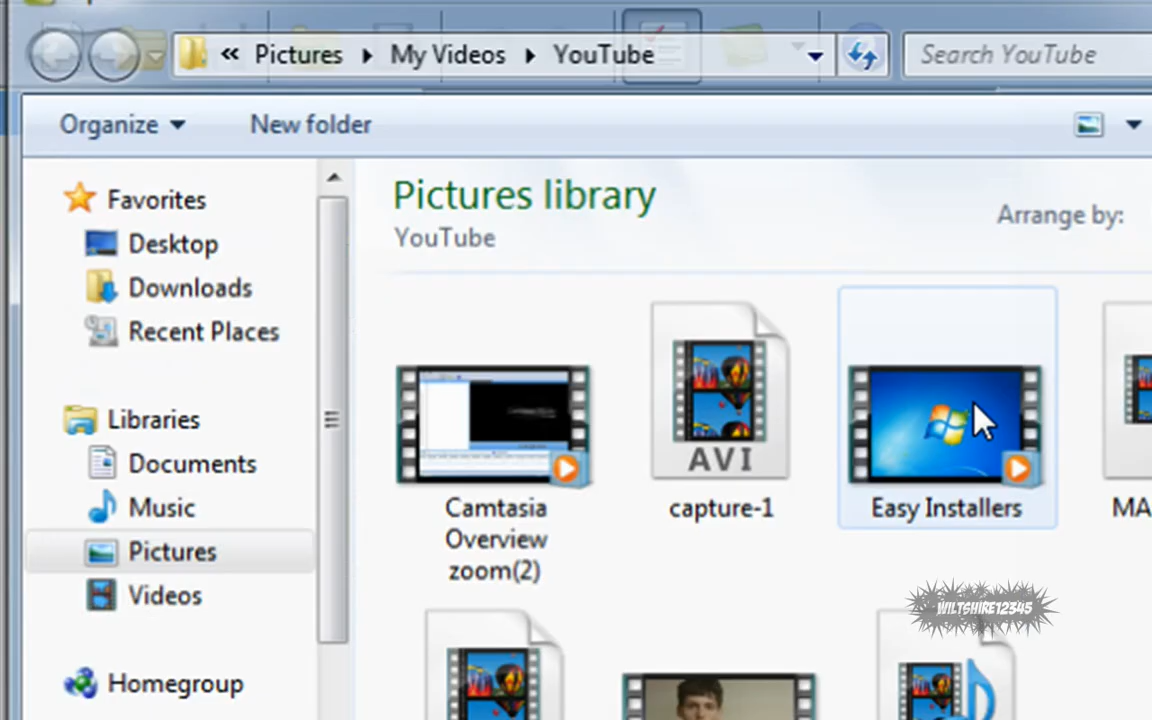 « Pictures My Videos YouTube Search YouTube
Organize New folder
Pictures library
YouTube
Arrange by:
Favorites
Desktop
Downloads
Recent Places
Libraries
Documents
Music
Pictures
Videos
Homegroup
AVI
Camtasia
Overview
zoom(2)
capture-1
Easy Installers
MA
WILTSHIRE12345